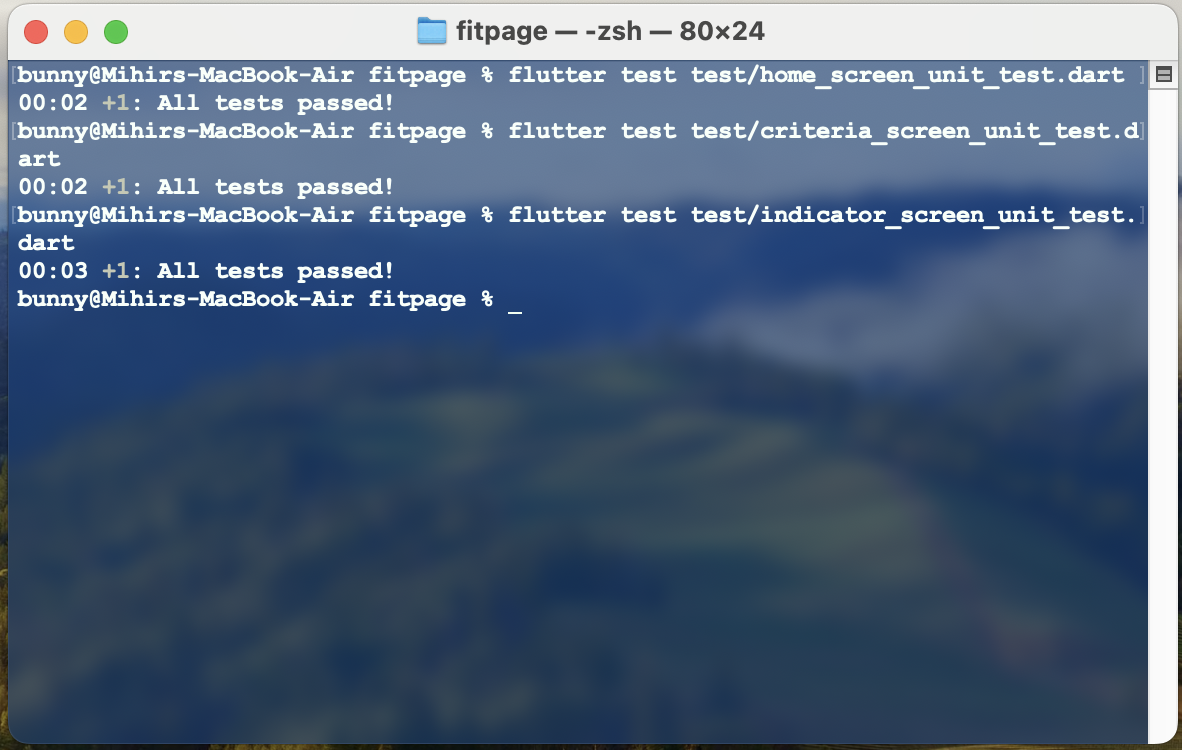 fitpage — -zsh — 80×24
[bunny@Mihirs-MacBook-Air fitpage % flutter test test/home_screen_unit_test.dart ]
00:02 +1: All tests passed!
[bunny@Mihirs-MacBook-Air fitpage % flutter test test/criteria_screen_unit_test.d]
art
00:02 +1: All tests passed!
[bunny@Mihirs-MacBook-Air fitpage % flutter test test/indicator_screen_unit_test.]
dart
00:03 +1: All tests passed!
bunny@Mihirs-MacBook-Air fitpage % _